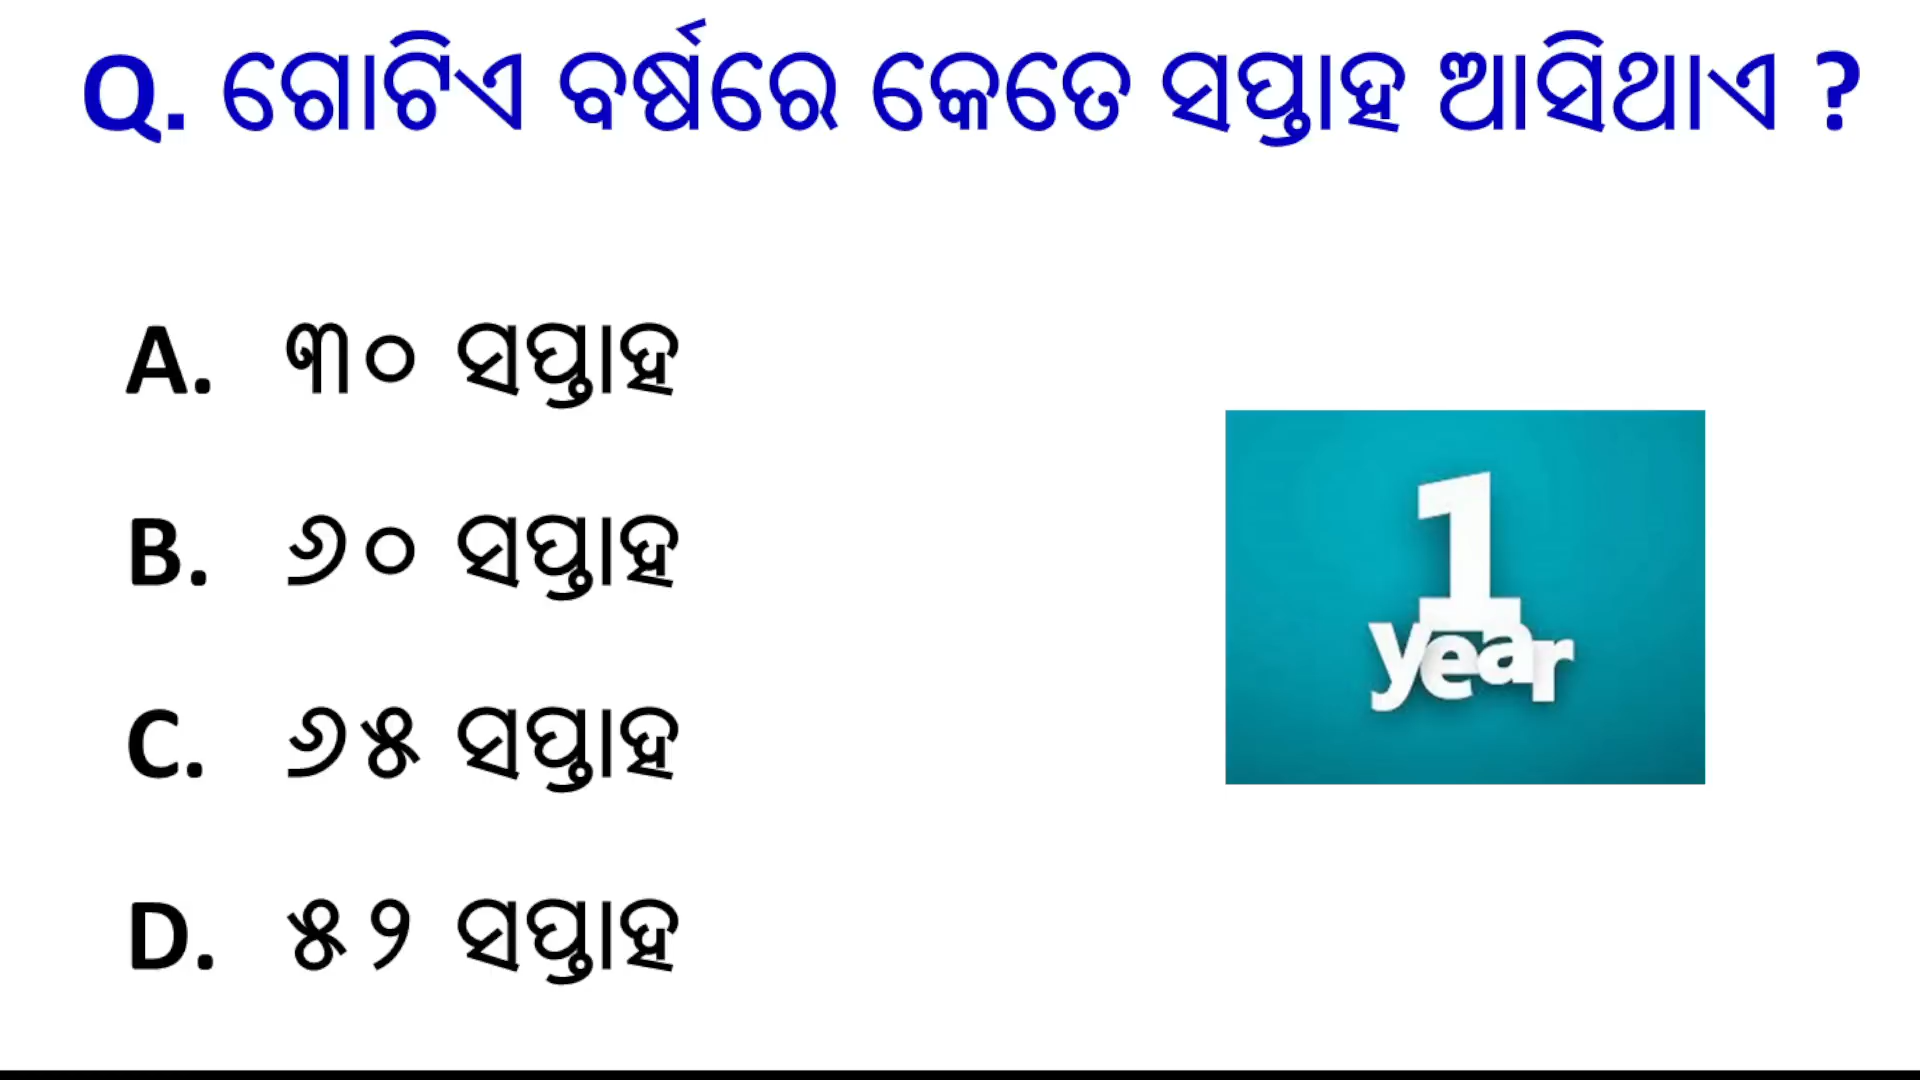 Q. ଗୋଟିଏ ବର୍ଷରେ କେତେ ସପ୍ତାହ ଆସିଥାଏ ?
A. ୩୦ ସପ୍ତାହ
B. ୬୦ ସପ୍ତାହ
C. ୬୫ ସପ୍ତାହ
D. ୫୨ ସପ୍ତାହ
1
year